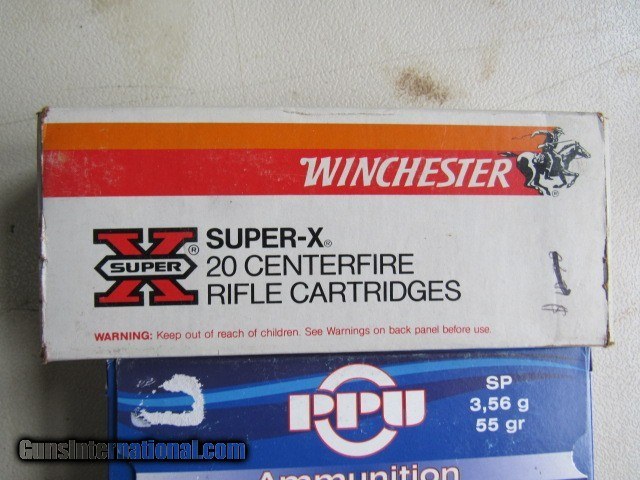 WINCHESTER
®
X ®
SUPER
SUPER-X®
20 CENTERFIRE
RIFLE CARTRIDGES
WARNING: Keep out of reach of children. See Warnings on back panel before use.
PPU
SP
3,56 g
55 gr
Ammunition
GunsInternational.com